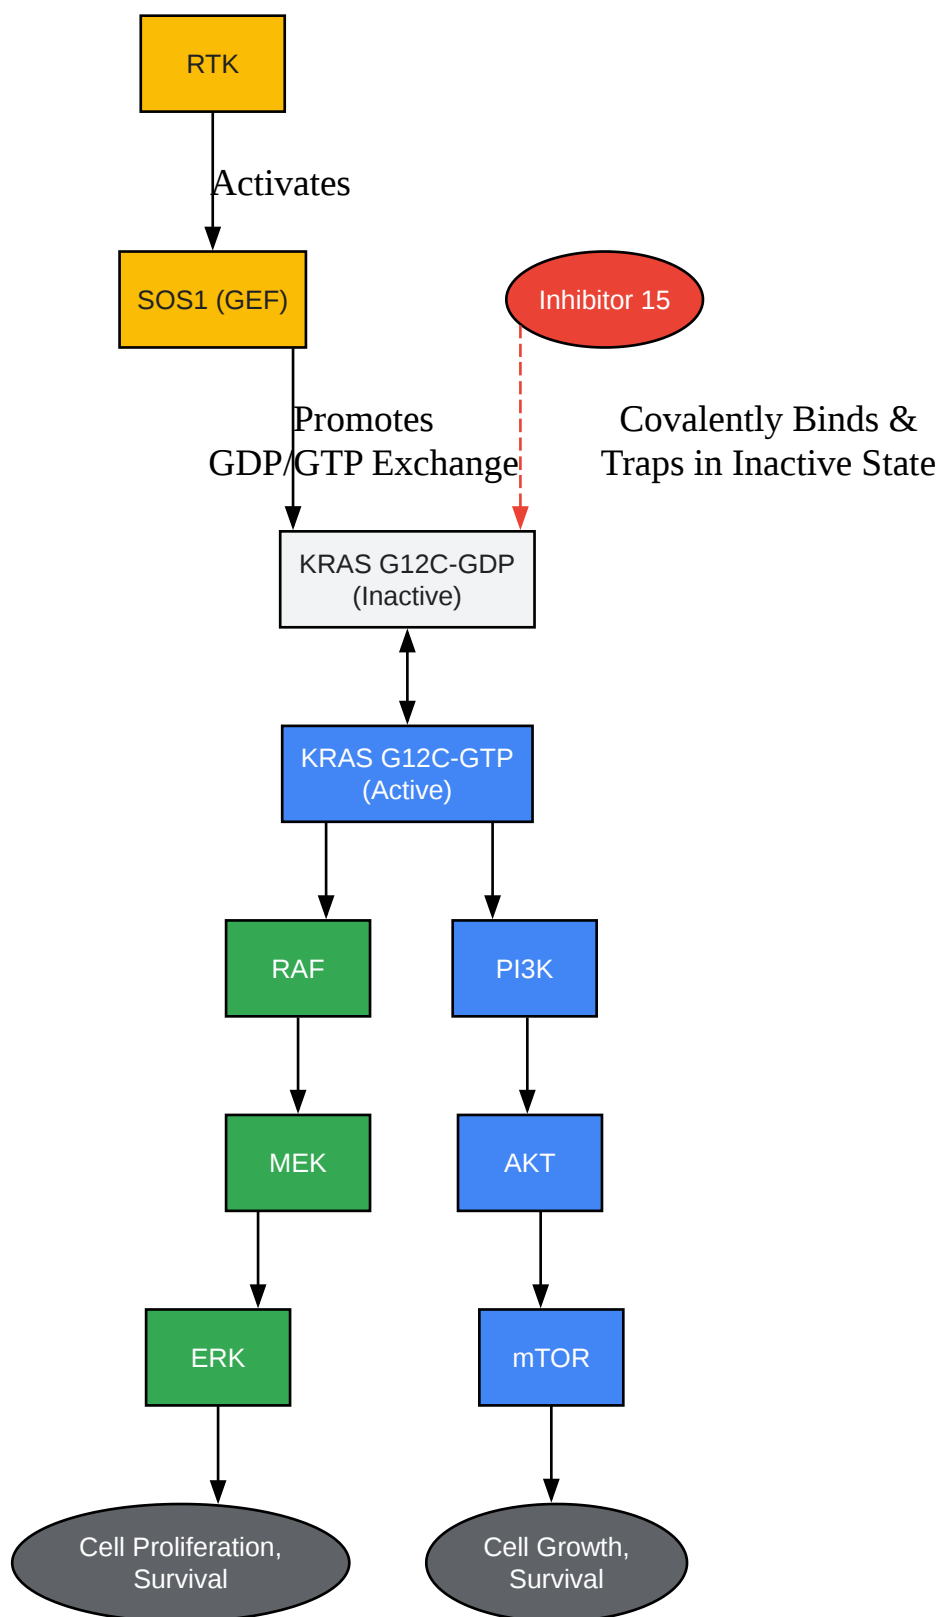 RTK
Activates
SOS1 (GEF)
Inhibitor 15
Promotes
GDP/GTP Exchange
Covalently Binds &
Traps in Inactive State
KRAS G12C-GDP
(Inactive)
KRAS G12C-GTP
(Active)
RAF
PI3K
MEK
AKT
ERK
mTOR
Cell Proliferation,
Survival
Cell Growth,
Survival